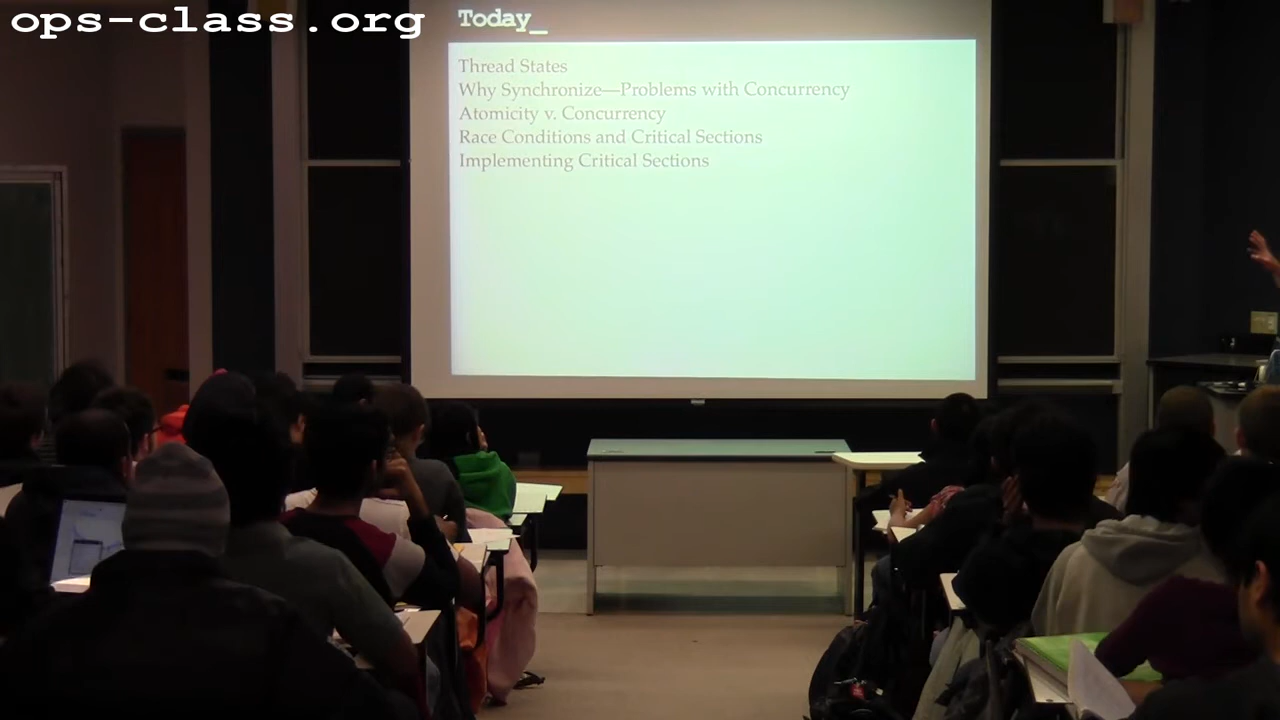 ops-class.org
Today_
Thread States
Why Synchronize—Problems with Concurrency
Atomicity v. Concurrency
Race Conditions and Critical Sections
Implementing Critical Sections